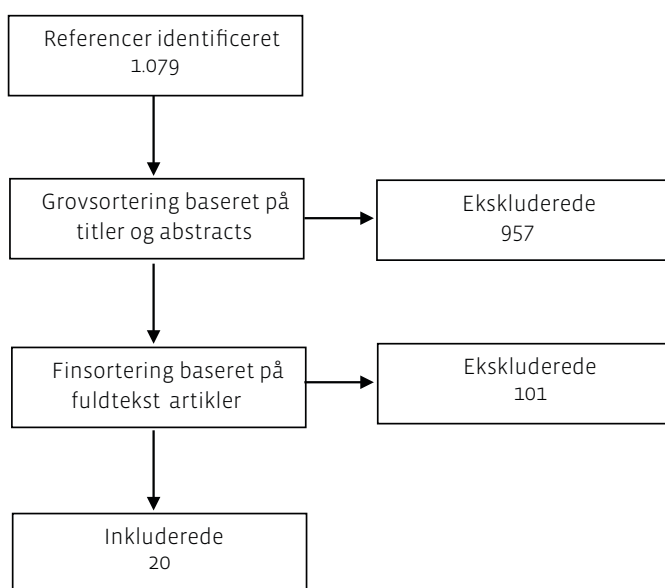 Referencer identificeret
1.079
Grovsortering baseret på
titler og abstracts
Ekskluderede
957
Finsortering baseret på
fuldtekst artikler
Ekskluderede
101
Inkluderede
20